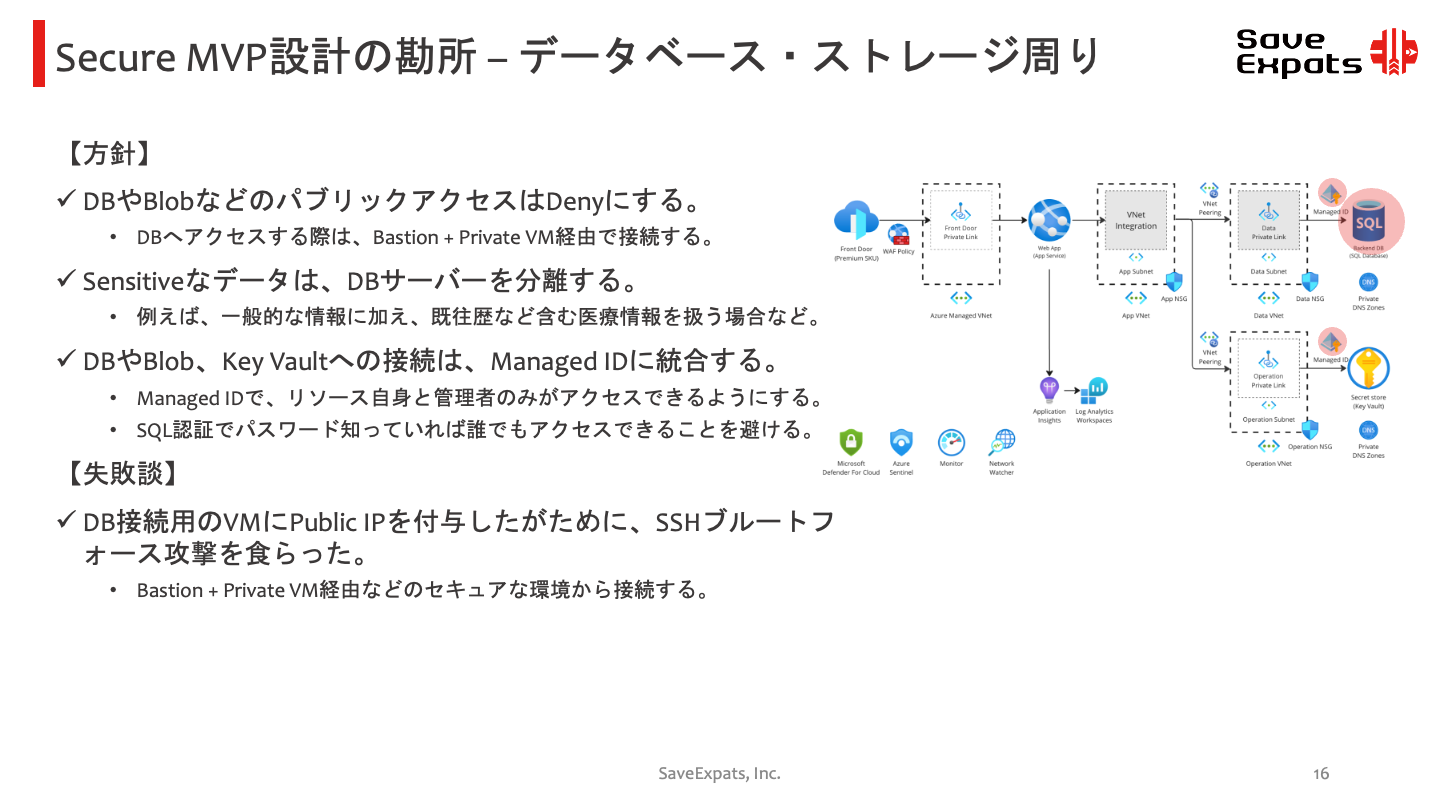 Secure MVP設計の勘所 – データベース・ストレージ周り
Save
Expats
【方針】
✓ DBやBlobなどのパブリックアクセスはDenyにする。
• DBへアクセスする際は、Bastion + Private VM経由で接続する。
✓ Sensitiveなデータは、DBサーバーを分離する。
• 例えば、一般的な情報に加え、既往歴など含む医療情報を扱う場合など。
✓ DBやBlob、Key Vaultへの接続は、Managed IDに統合する。
• Managed IDで、リソース自身と管理者のみがアクセスできるようにする。
• SQL認証でパスワード知っていれば誰でもアクセスできることを避ける。
【失敗談】
✓ DB接続用のVMにPublic IPを付与したがために、SSHブルートフ
ォース攻撃を食らった。
• Bastion + Private VM経由などのセキュアな環境から接続する。
Front Door
(Premium SKU)
WAF Policy
Front Door
Private Link
Azure Managed VNet
Web App
(App Service)
VNet
Integration
App Subnet
App NSG
App VNet
VNet
Peering
Data
Private Link
Data Subnet
Data NSG
Data VNet
Managed ID
SQL
Backend DB
(SQL Database)
DNS
Private
DNS Zones
VNet
Peering
Operation
Private Link
Operation Subnet
Operation NSG
Operation VNet
Managed ID
Secret store
(Key Vault)
DNS
Private
DNS Zones
Application
Insights
Log Analytics
Workspaces
Microsoft
Defender For Cloud
Azure
Sentinel
Monitor
Network
Watcher
SaveExpats, Inc.
16